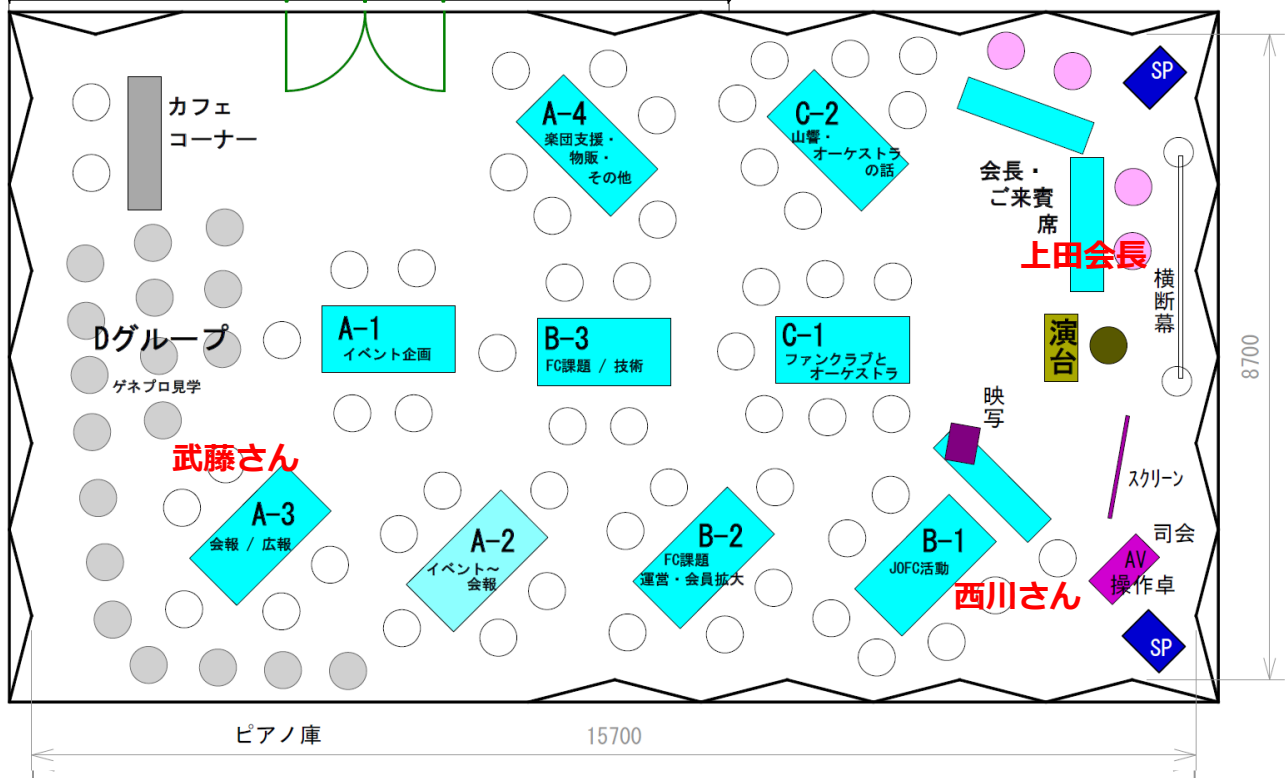 カフェ
コーナー
A-4
楽団支援・
物販・
その他
C-2
山響・
オーケストラ
の話
SP
会長・
ご来賓
席
上田会長
横断幕
Dグループ
ゲネプロ見学
A-1
イベント企画
B-3
FC課題 / 技術
C-1
ファンクラブと
オーケストラ
演台
8700
映写
武藤さん
A-3
会報 / 広報
A-2
イベント～
会報
B-2
FC課題
運営・会員拡大
B-1
JOFC活動
西川さん
スクリーン
司会
AV
操作卓
SP
ピアノ庫
15700